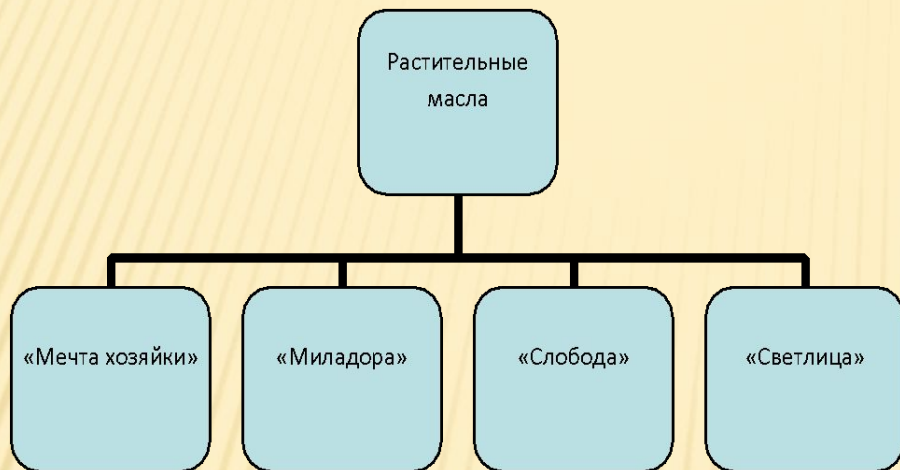 Растительные
масла
«Мечта хозяйки»
«Миладора»
«Слобода»
«Светлица»